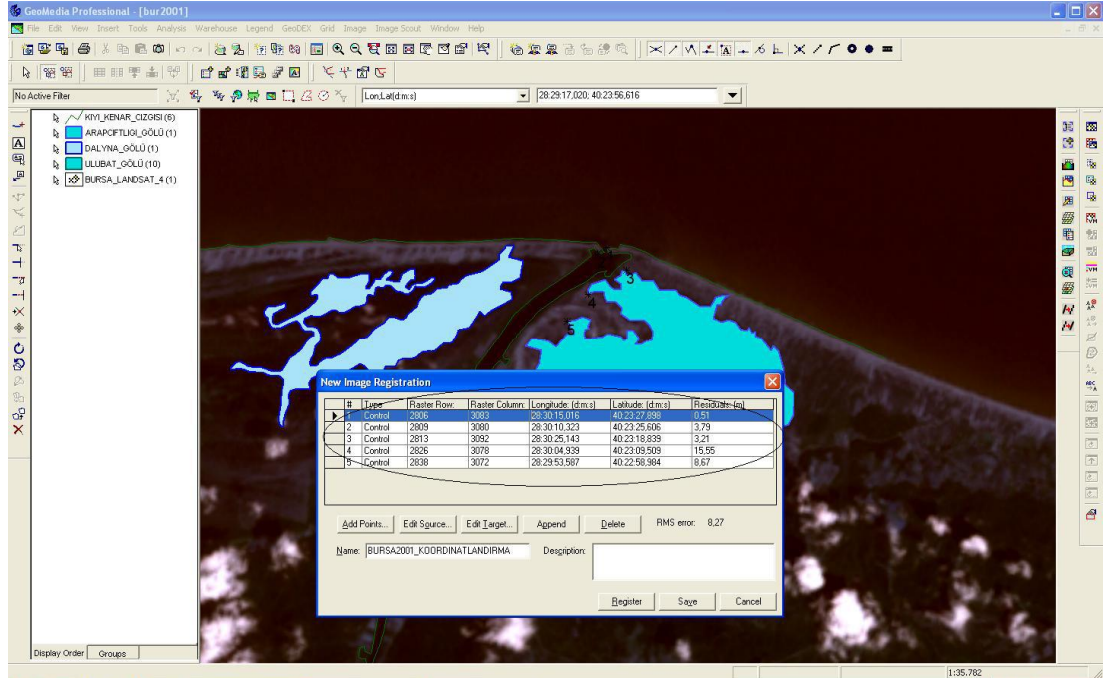 GeoMedia Professional - [bur2001]
File Edit View Insert Tools Analysis Warehouse Legend GeoDEX Grid Image Image Scout Window Help
No Active Filter Lon,Lat(d:m:s) 28:29:17,020; 40:23:56,616
KIYI_KENAR_CIZGISI (6)
ARAPCIFTLIGI_GÖLÜ (1)
DALYNA_GÖLÜ (1)
ULUBAT_GÖLÜ (10)
BURSA_LANDSAT_4 (1)
3
4
5
New Image Registration
# Type Raster Row: Raster Column: Longitude: (d:m:s) Latitude: (d:m:s) Residuals: (m)
1 Control 2806 3083 28:30:15,016 40:23:27,898 0,51
2 Control 2809 3080 28:30:10,323 40:23:25,606 3,79
3 Control 2813 3092 28:30:25,143 40:23:18,839 3,21
4 Control 2826 3078 28:30:04,939 40:23:09,509 15,55
5 Control 2838 3072 28:29:53,587 40:22:58,984 8,67
Add Points... Edit Source... Edit Target... Append Delete RMS error: 8,27
Name: BURSA2001_KOORDINATLANDIRMA Description:
Register Save Cancel
Display Order Groups
1:35.782